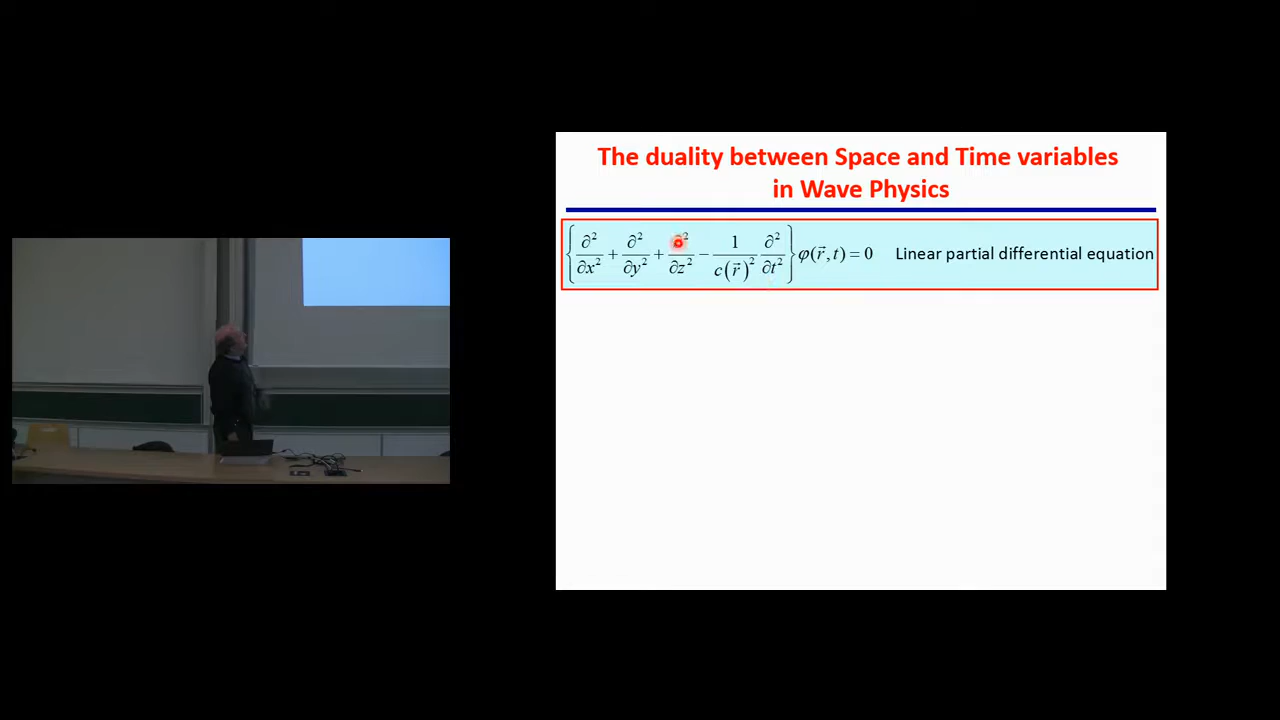 The duality between Space and Time variables
in Wave Physics
{∂²/∂x² + ∂²/∂y² + ∂²/∂z² − 1/c(r⃗)² ∂²/∂t²} φ(r⃗, t) = 0 Linear partial differential equation